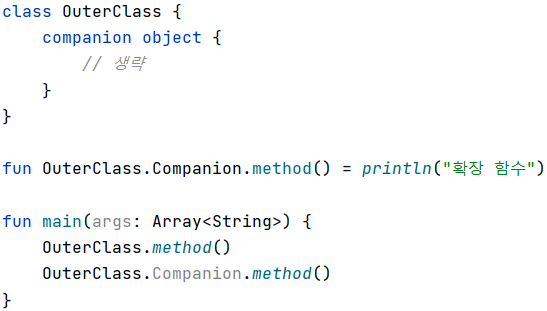 class OuterClass {
    companion object {
        // 생략
    }
}

fun OuterClass.Companion.method() = println("확장 함수")

fun main(args: Array<String>) {
    OuterClass.method()
    OuterClass.Companion.method()
}